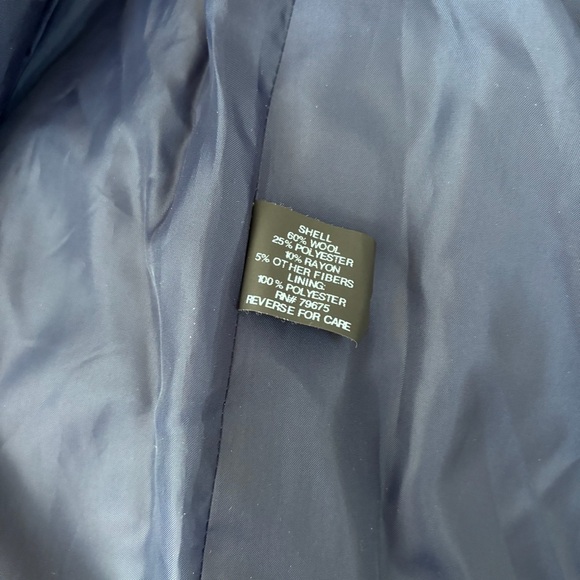 SHELL
60% WOOL
25% POLYESTER
10% RAYON
5% OTHER FIBERS
LINING:
100% POLYESTER
RN# 79675
REVERSE FOR CARE